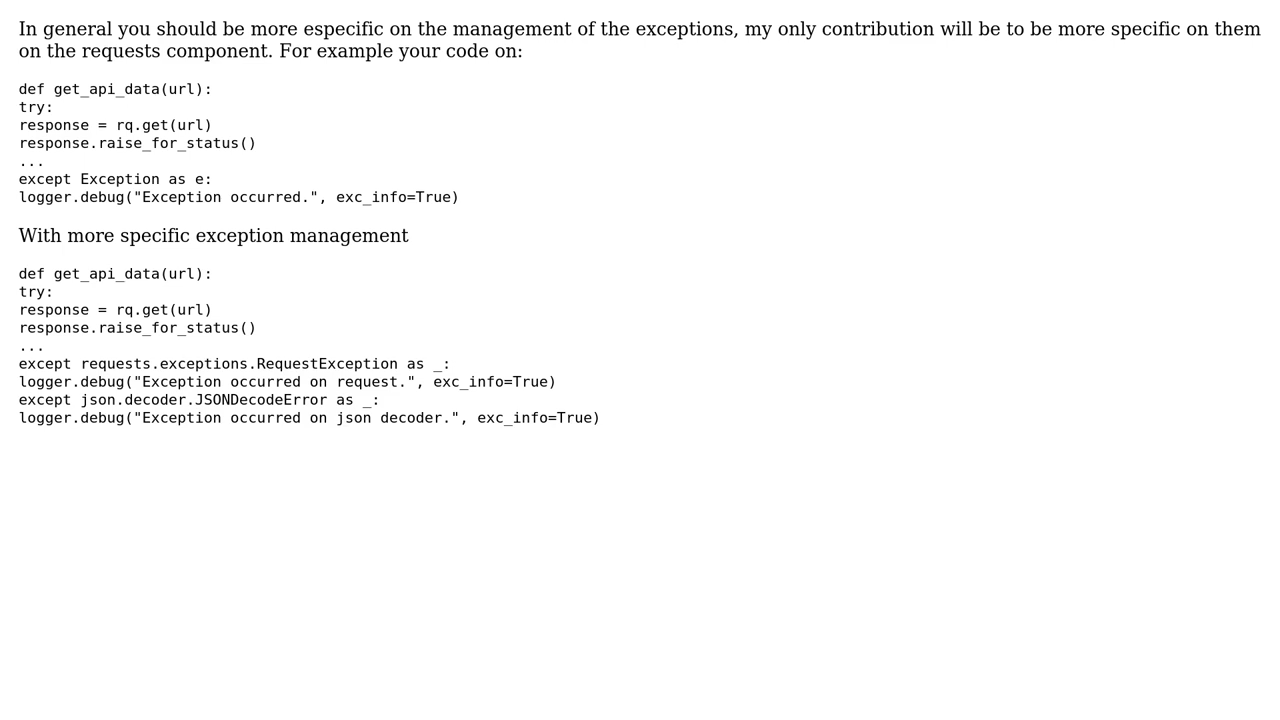 In general you should be more especific on the management of the exceptions, my only contribution will be to be more specific on them
on the requests component. For example your code on:
def get_api_data(url):
try:
response = rq.get(url)
response.raise_for_status()
...
except Exception as e:
logger.debug("Exception occurred.", exc_info=True)
With more specific exception management
def get_api_data(url):
try:
response = rq.get(url)
response.raise_for_status()
...
except requests.exceptions.RequestException as _:
logger.debug("Exception occurred on request.", exc_info=True)
except json.decoder.JSONDecodeError as _:
logger.debug("Exception occurred on json decoder.", exc_info=True)